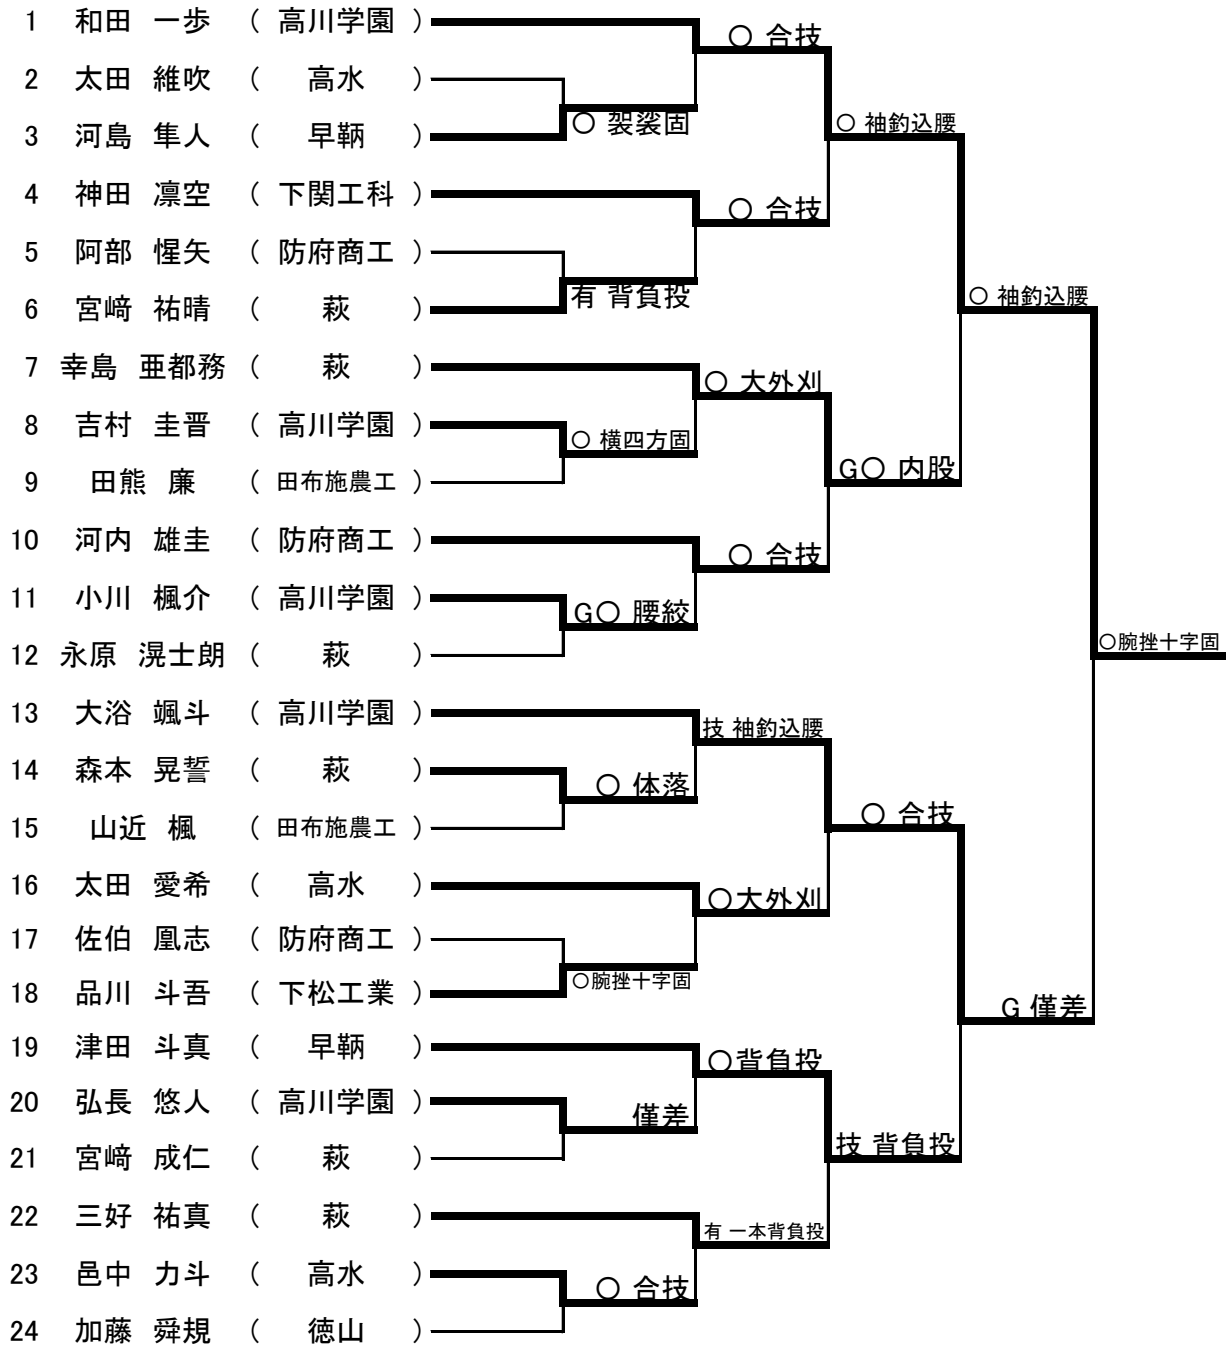 1 和田 一歩 ( 高川学園 )
○ 合技
2 太田 維吹 ( 高水 )
○ 袈裟固
3 河島 隼人 ( 早鞆 )
○ 袖釣込腰
4 神田 凛空 ( 下関工科 )
○ 合技
5 阿部 惺矢 ( 防府商工 )
有 背負投
6 宮﨑 祐晴 ( 萩 )
○ 袖釣込腰
7 幸島 亜都務 ( 萩 )
○ 大外刈
8 吉村 圭晋 ( 高川学園 )
○ 横四方固
9 田熊 廉 ( 田布施農工 )
G○ 内股
10 河内 雄圭 ( 防府商工 )
○ 合技
11 小川 楓介 ( 高川学園 )
G○ 腰絞
12 永原 滉士朗 ( 萩 )
○腕挫十字固
13 大浴 颯斗 ( 高川学園 )
技 袖釣込腰
14 森本 晃誓 ( 萩 )
○ 体落
15 山近 楓 ( 田布施農工 )
○ 合技
16 太田 愛希 ( 高水 )
○大外刈
17 佐伯 凰志 ( 防府商工 )
○腕挫十字固
18 品川 斗吾 ( 下松工業 )
G 僅差
19 津田 斗真 ( 早鞆 )
○背負投
20 弘長 悠人 ( 高川学園 )
僅差
21 宮﨑 成仁 ( 萩 )
技 背負投
22 三好 祐真 ( 萩 )
有 一本背負投
23 邑中 力斗 ( 高水 )
○ 合技
24 加藤 舜規 ( 徳山 )